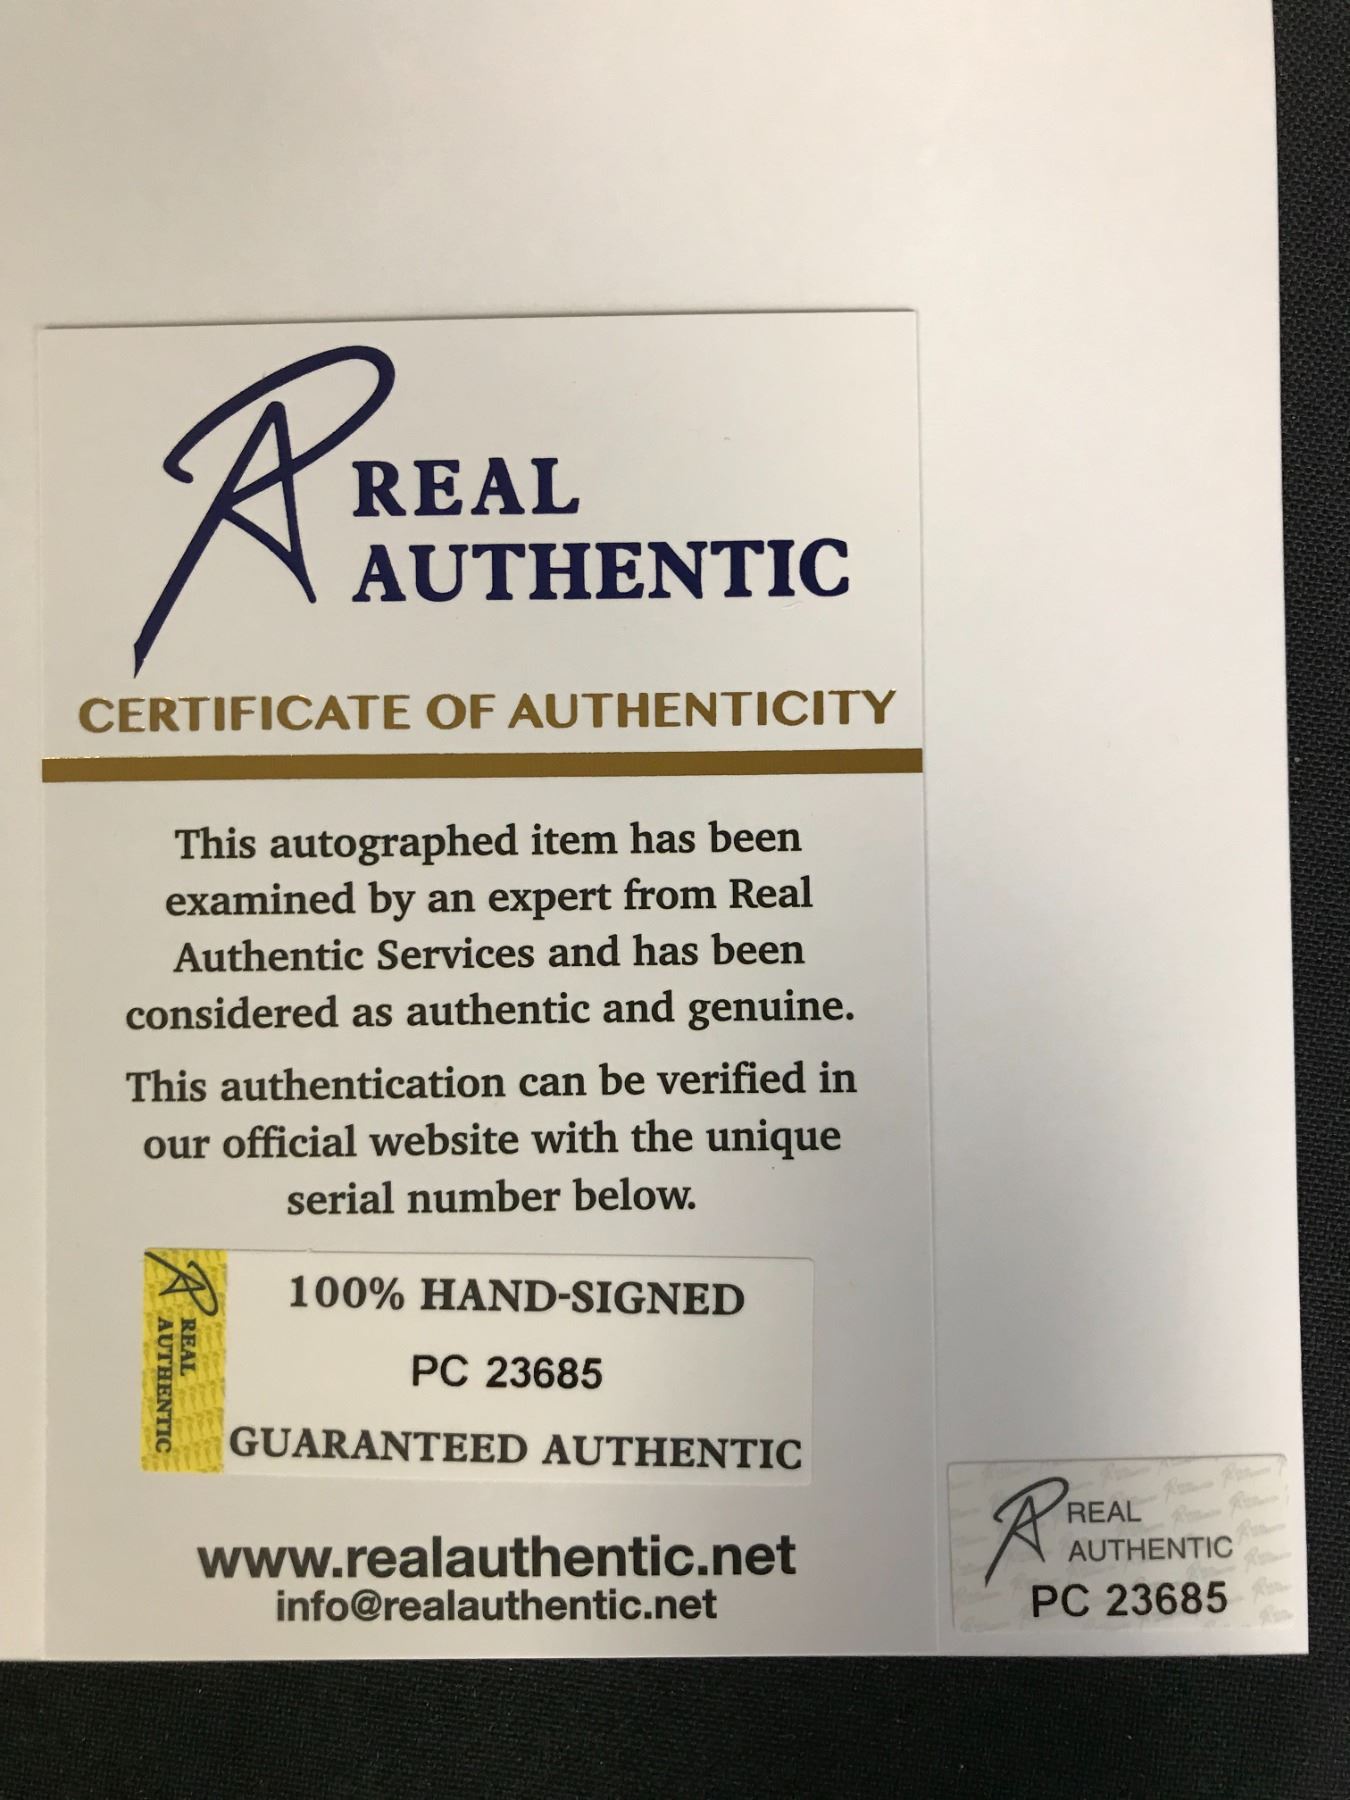 REAL
AUTHENTIC
CERTIFICATE OF AUTHENTICITY
This autographed item has been
examined by an expert from Real
Authentic Services and has been
considered as authentic and genuine.
This authentication can be verified in
our official website with the unique
serial number below.
REAL
AUTHENTIC
100% HAND-SIGNED
PC 23685
GUARANTEED AUTHENTIC
www.realauthentic.net
info@realauthentic.net
REAL
AUTHENTIC
PC 23685